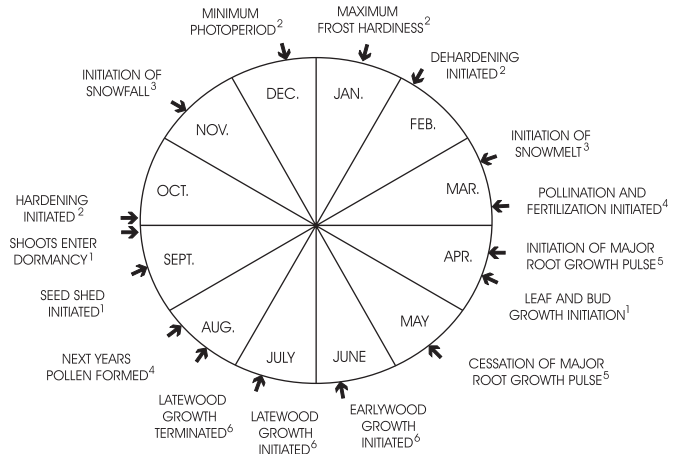 MINIMUM
PHOTOPERIOD²
MAXIMUM
FROST HARDINESS²
DEHARDENING
INITIATED²
INITIATION OF
SNOWFALL³
INITIATION OF
SNOWMELT³
HARDENING
INITIATED²
POLLINATION AND
FERTILIZATION INITIATED⁴
SHOOTS ENTER
DORMANCY¹
INITIATION OF MAJOR
ROOT GROWTH PULSE⁵
SEED SHED
INITIATED¹
LEAF AND BUD
GROWTH INITIATION¹
NEXT YEARS
POLLEN FORMED⁴
CESSATION OF MAJOR
ROOT GROWTH PULSE⁵
LATEWOOD
GROWTH
TERMINATED⁶
LATEWOOD
GROWTH
INITIATED⁶
EARLYWOOD
GROWTH
INITIATED⁶
JAN.
FEB.
MAR.
APR.
MAY
JUNE
JULY
AUG.
SEPT.
OCT.
NOV.
DEC.